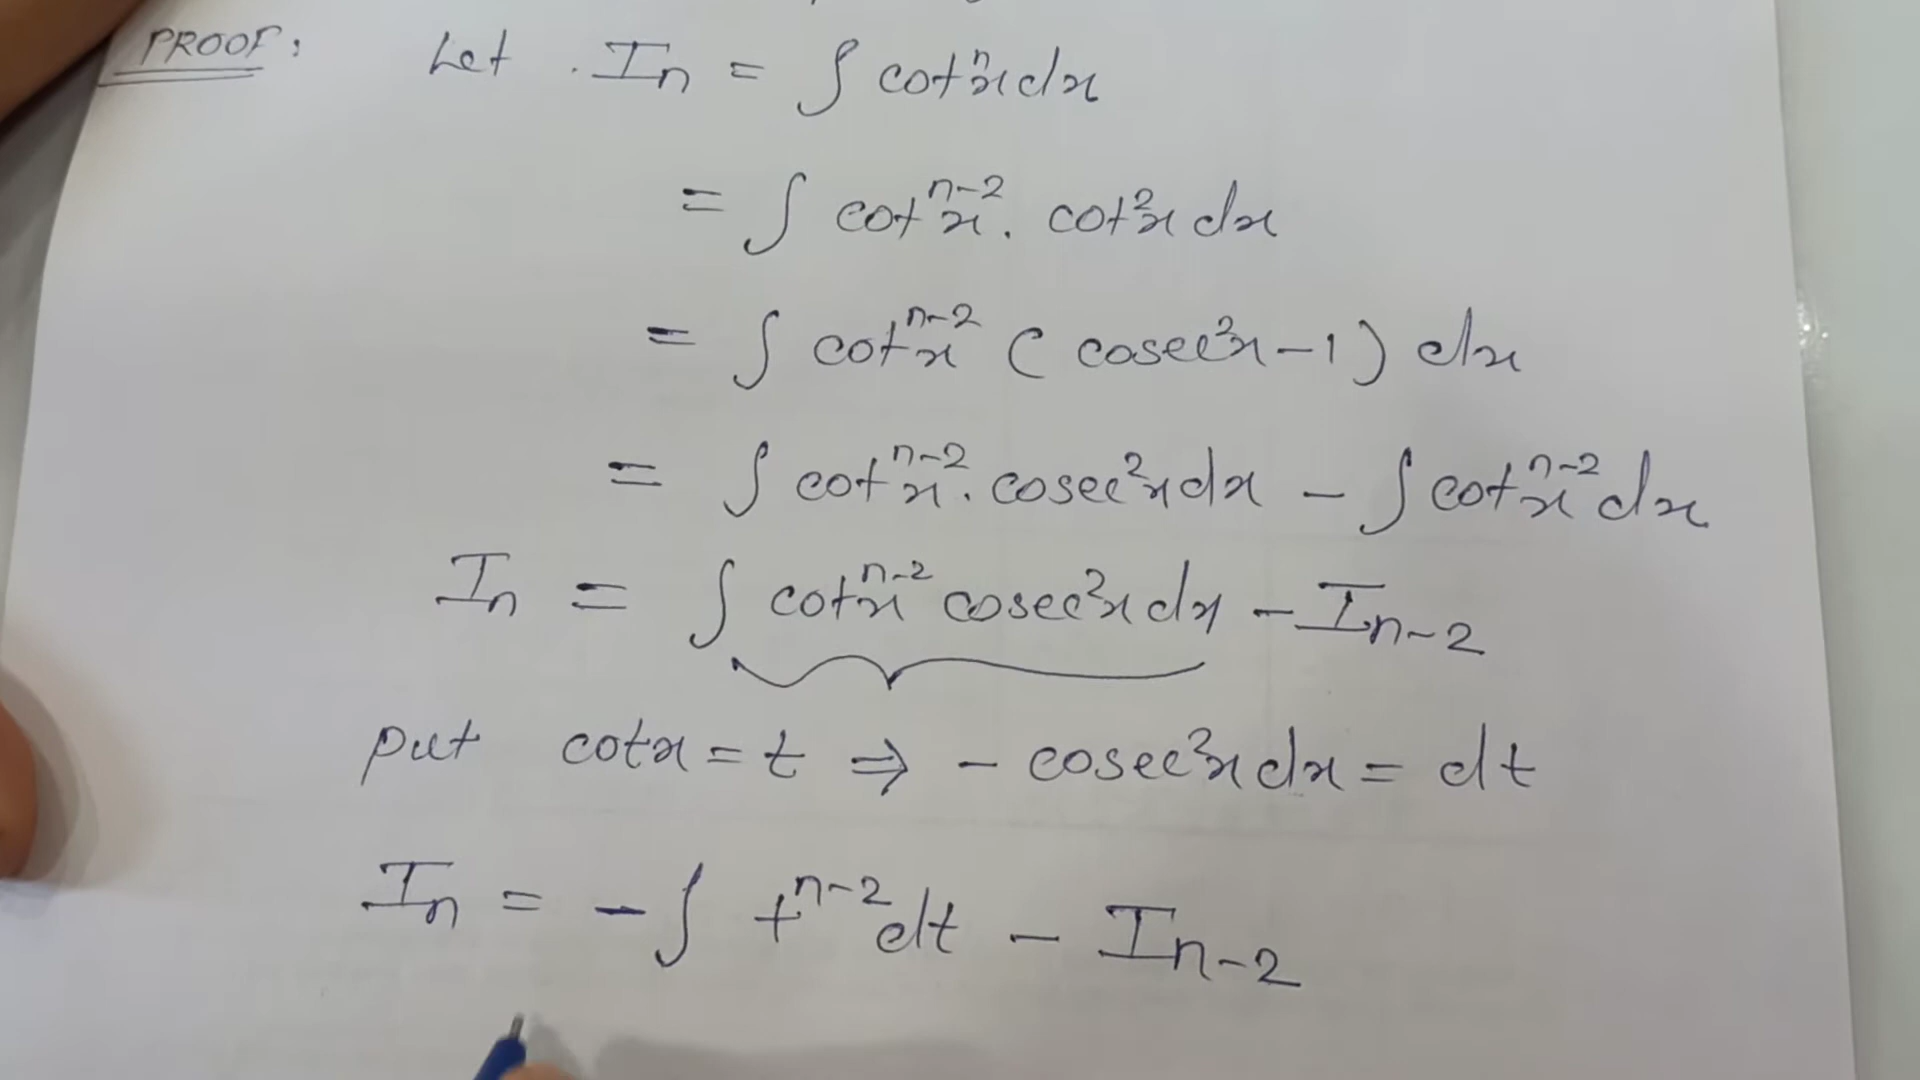 PROOF: Let . Iₙ = ∫ cotⁿx dx
= ∫ cotⁿ⁻²x . cot²x dx
= ∫ cotⁿ⁻²x ( cosec²x - 1 ) dx
= ∫ cotⁿ⁻²x . cosec²x dx - ∫ cotⁿ⁻²x dx
Iₙ = ∫ cotⁿ⁻²x cosec²x dx - Iₙ₋₂
put cotx = t ⇒ - cosec²x dx = dt
Iₙ = - ∫ tⁿ⁻² dt - Iₙ₋₂